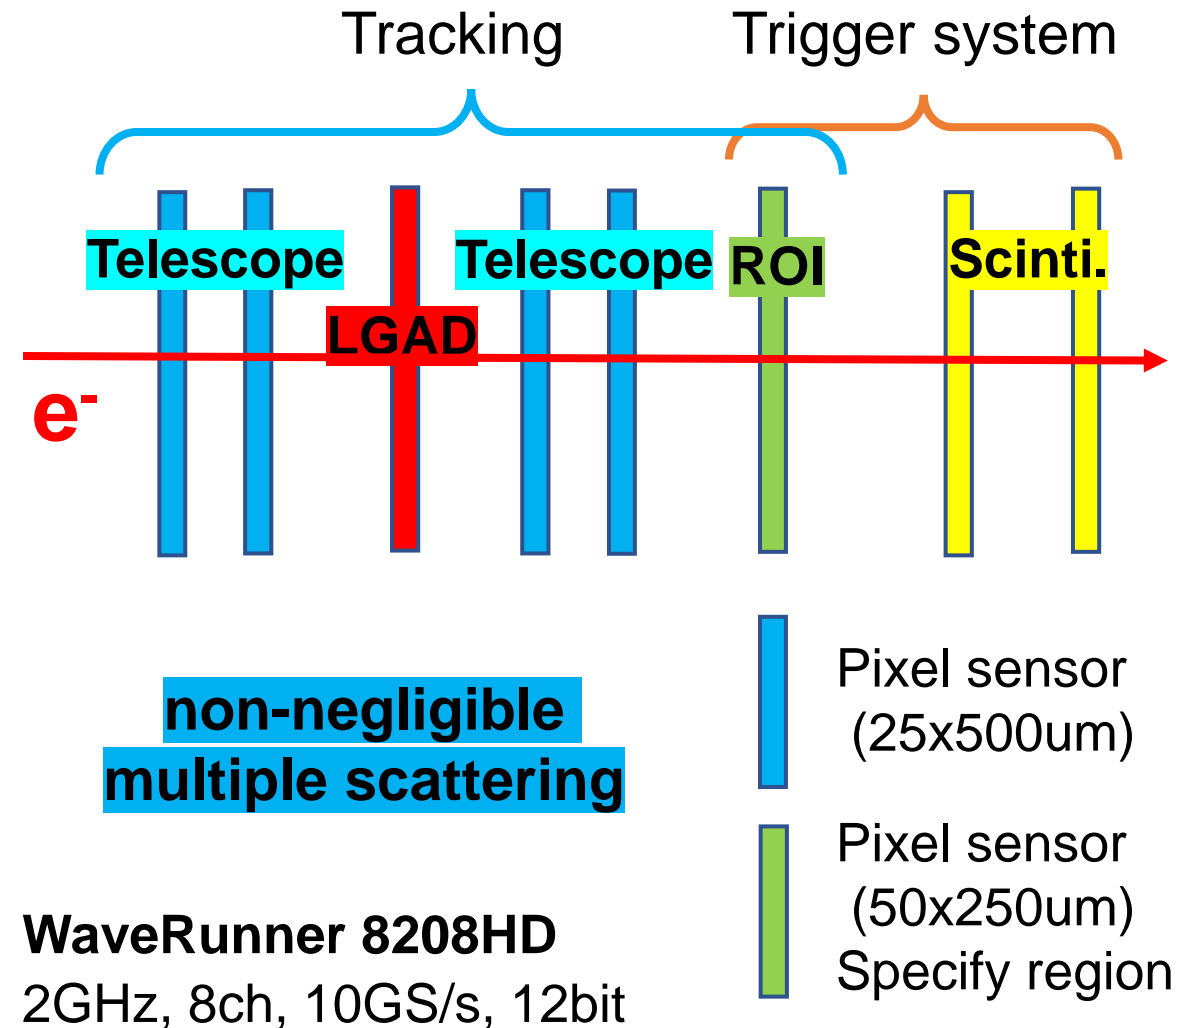 Tracking
Trigger system
Telescope
Telescope
ROI
Scinti.
LGAD
e-
Pixel sensor
(25x500um)
non-negligible
multiple scattering
Pixel sensor
(50x250um)
Specify region
WaveRunner 8208HD
2GHz, 8ch, 10GS/s, 12bit